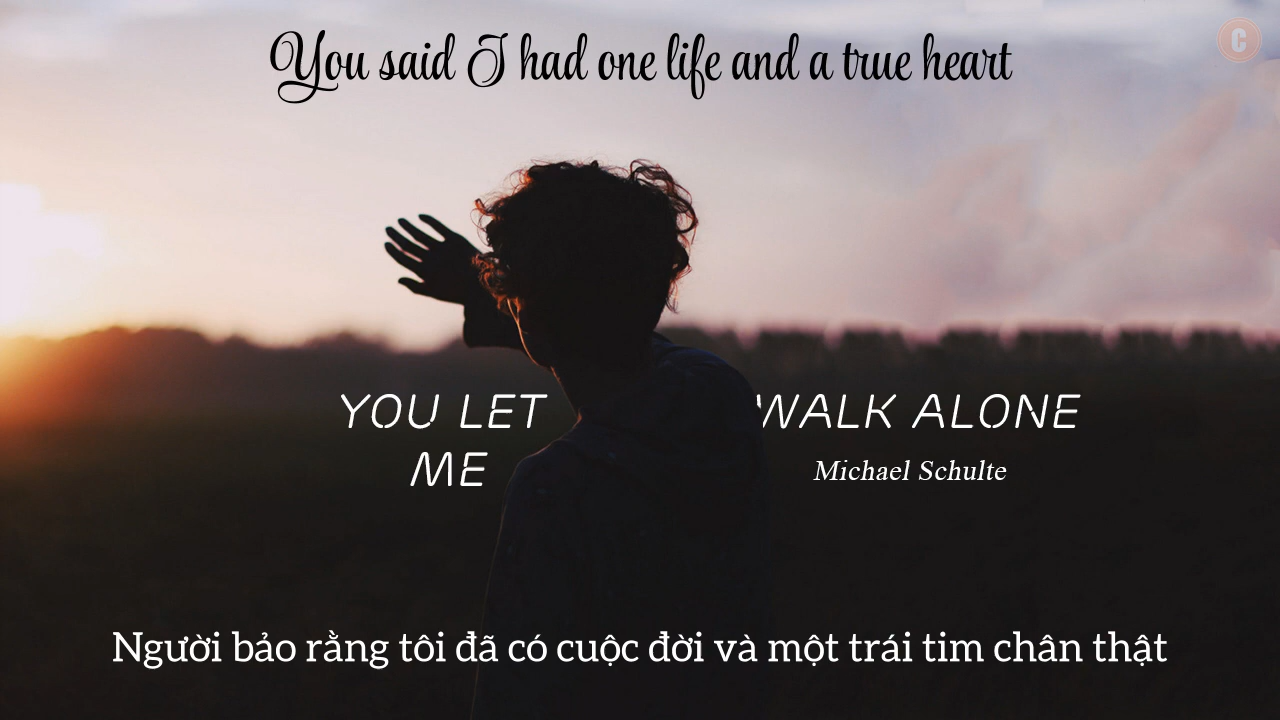 You said I had one life and a true heart
C
YOU LET
ME
WALK ALONE
Michael Schulte
Người bảo rằng tôi đã có cuộc đời và một trái tim chân thật